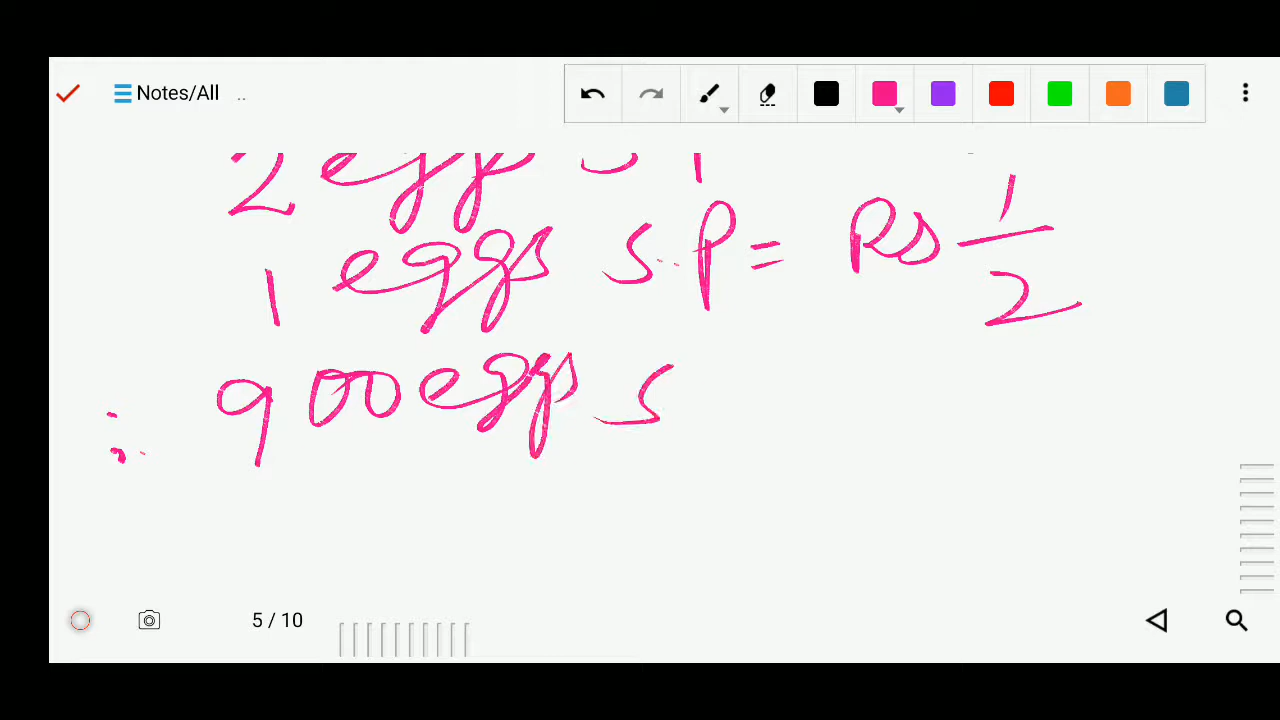 Notes/All ..
2 eggs S P
1 eggs S.P = Rs 1/2
∴ 900 eggs S
5 / 10